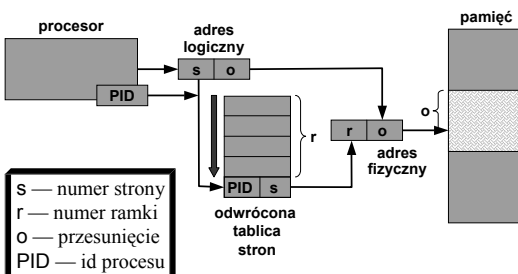 procesor
adres
logiczny
pamięć
s o
PID
o
r
r o
adres
fizyczny
PID s
odwrócona
tablica
stron
s — numer strony
r — numer ramki
o — przesunięcie
PID — id procesu